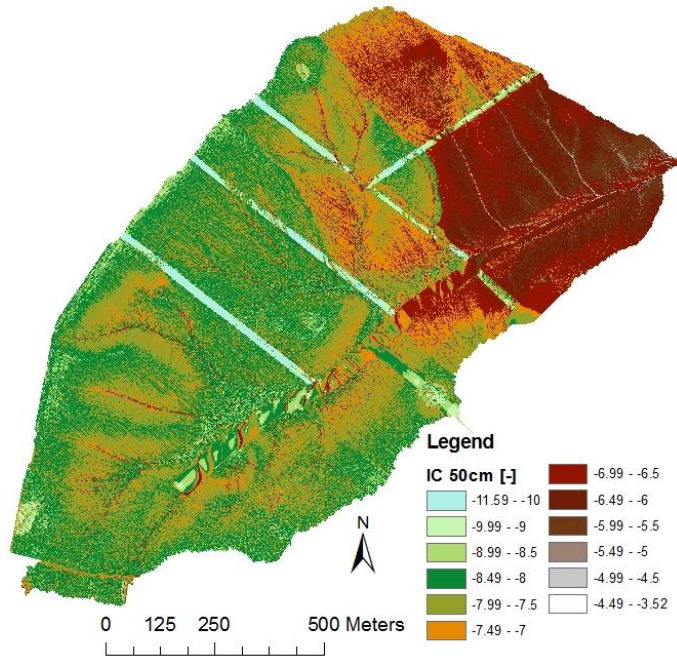 Legend
IC 50cm [-]
-11.59 - -10
-9.99 - -9
-8.99 - -8.5
-8.49 - -8
-7.99 - -7.5
-7.49 - -7
-6.99 - -6.5
-6.49 - -6
-5.99 - -5.5
-5.49 - -5
-4.99 - -4.5
-4.49 - -3.52
N
0 125 250 500 Meters